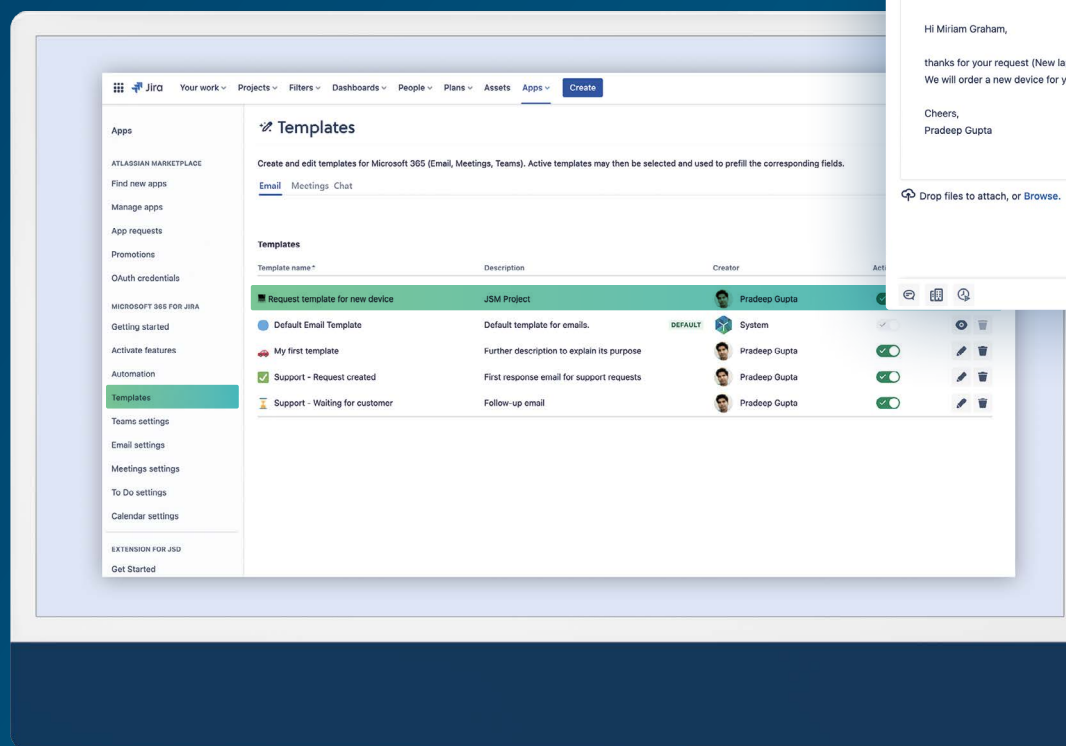 Jira Your work Projects Filters Dashboards People Plans Assets Apps Create
Apps
ATLASSIAN MARKETPLACE
Find new apps
Manage apps
App requests
Promotions
OAuth credentials
MICROSOFT 365 FOR JIRA
Getting started
Activate features
Automation
Templates
Teams settings
Email settings
Meetings settings
To Do settings
Calendar settings
EXTENSION FOR JSD
Get Started
Templates
Create and edit templates for Microsoft 365 (Email, Meetings, Teams). Active templates may then be selected and used to prefill the corresponding fields.
Email Meetings Chat
Templates
Template name* Description Creator
Request template for new device JSM Project Pradeep Gupta
Default Email Template Default template for emails. DEFAULT System
My first template Further description to explain its purpose Pradeep Gupta
Support - Request created First response email for support requests Pradeep Gupta
Support - Waiting for customer Follow-up email Pradeep Gupta
Hi Miriam Graham,
thanks for your request (New
We will order a new device for
Cheers,
Pradeep Gupta
Drop files to attach, or Browse.